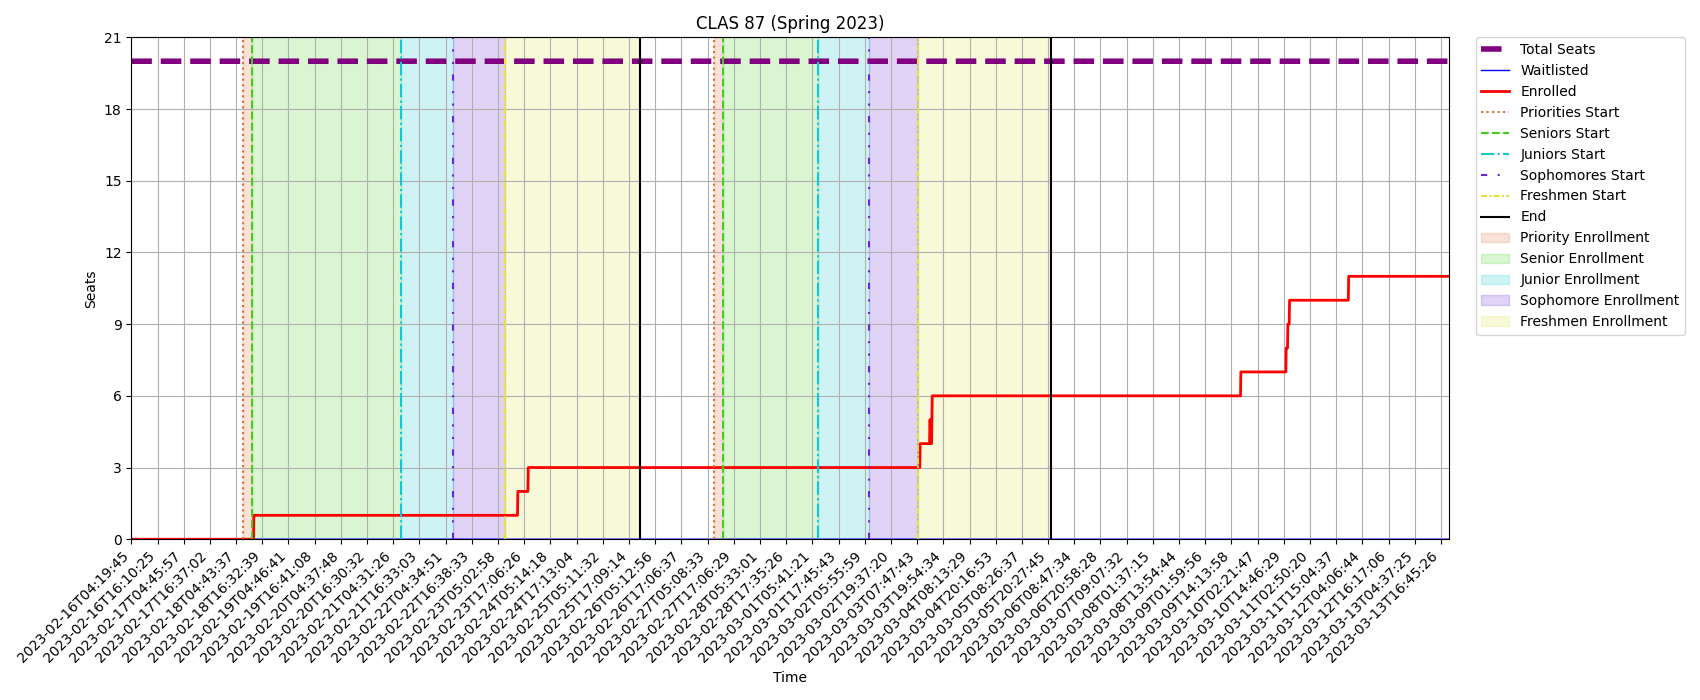 CLAS 87 (Spring 2023)
Seats
21
18
15
12
9
6
3
0
2023-02-16T04:19:45
2023-02-16T16:10:25
2023-02-17T04:45:57
2023-02-17T16:37:02
2023-02-18T04:43:37
2023-02-18T16:32:39
2023-02-19T04:46:41
2023-02-19T16:41:08
2023-02-20T04:37:48
2023-02-20T16:30:32
2023-02-21T04:31:26
2023-02-21T16:33:03
2023-02-22T04:34:51
2023-02-22T16:38:33
2023-02-23T05:02:58
2023-02-23T17:06:26
2023-02-24T05:14:18
2023-02-24T17:13:04
2023-02-25T05:11:32
2023-02-25T17:09:14
2023-02-26T05:12:56
2023-02-26T17:06:37
2023-02-27T05:08:33
2023-02-27T17:06:29
2023-02-28T05:33:01
2023-02-28T17:35:26
2023-03-01T05:41:21
2023-03-01T17:45:43
2023-03-02T05:55:59
2023-03-02T19:37:20
2023-03-03T07:47:43
2023-03-03T19:54:34
2023-03-04T08:13:29
2023-03-04T20:16:53
2023-03-05T08:26:37
2023-03-05T20:27:45
2023-03-06T08:47:34
2023-03-06T20:58:28
2023-03-07T09:07:32
2023-03-08T01:37:15
2023-03-08T13:54:44
2023-03-09T01:59:56
2023-03-09T14:13:58
2023-03-10T02:21:47
2023-03-10T14:46:29
2023-03-11T02:50:20
2023-03-11T15:04:37
2023-03-12T04:06:44
2023-03-12T16:17:06
2023-03-13T04:37:25
2023-03-13T16:45:26
Time
Total Seats
Waitlisted
Enrolled
Priorities Start
Seniors Start
Juniors Start
Sophomores Start
Freshmen Start
End
Priority Enrollment
Senior Enrollment
Junior Enrollment
Sophomore Enrollment
Freshmen Enrollment